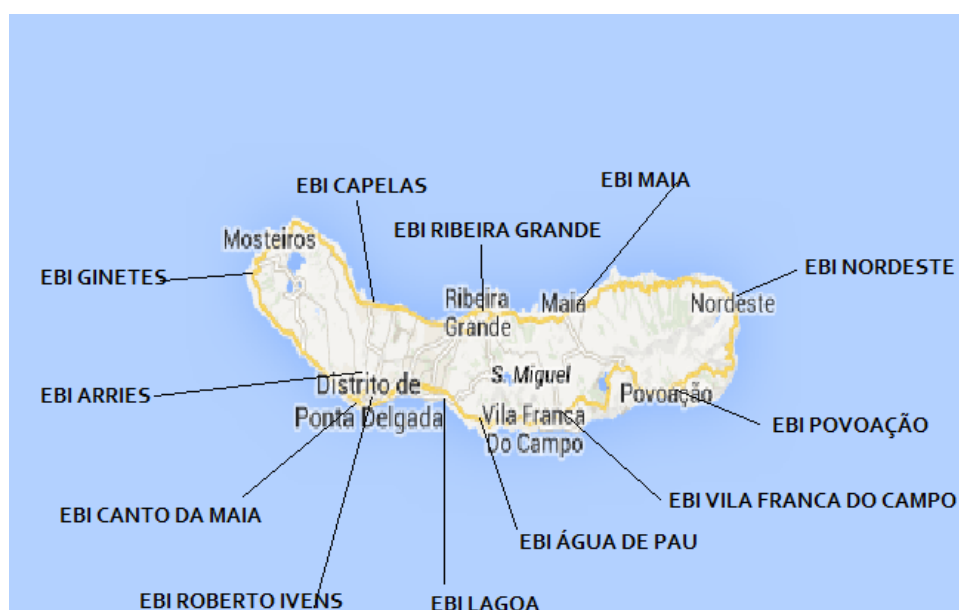 EBI CAPELAS
EBI MAIA
EBI RIBEIRA GRANDE
Mosteiros
EBI GINETES
EBI NORDESTE
Ribeira
Grande
Maia
Nordeste
S. Miguel
EBI ARRIES
Distrito de
Ponta Delgada
Povoação
Vila Franca
Do Campo
EBI POVOAÇÃO
EBI VILA FRANCA DO CAMPO
EBI CANTO DA MAIA
EBI ÁGUA DE PAU
EBI ROBERTO IVENS
EBI LAGOA